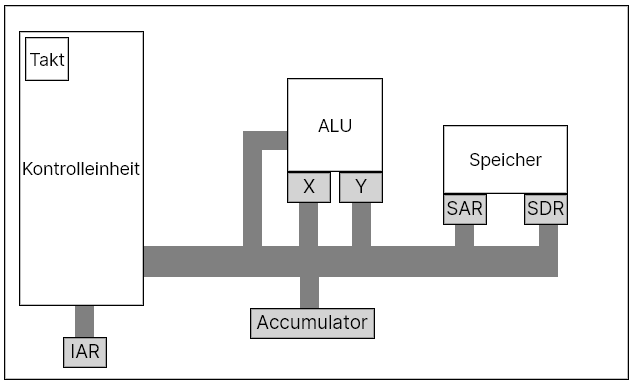 Takt
Kontrolleinheit
IAR
ALU
X
Y
Accumulator
Speicher
SAR
SDR